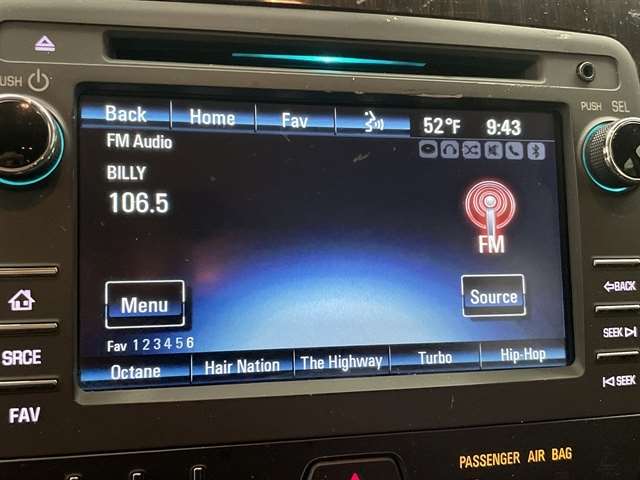 PUSH
PUSH SEL
Back Home Fav 52°F 9:43
FM Audio
BILLY
106.5
FM
Menu Source
Fav 1 2 3 4 5 6
Octane Hair Nation The Highway Turbo Hip-Hop
SRCE
FAV
BACK
SEEK
SEEK
PASSENGER AIR BAG